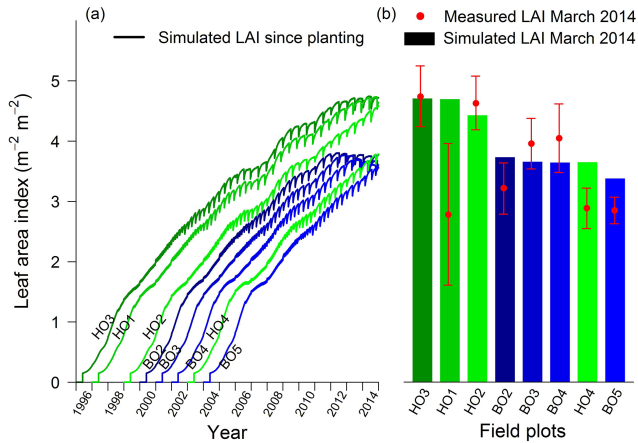 (a)
Simulated LAI since planting
Leaf area index (m⁻² m⁻²)
5
4
3
2
1
0
HO3
HO1
HO2
BO2
BO3
BO4
HO4
BO5
1996
1998
2000
2002
2004
2006
2008
2010
2012
2014
Year
(b)
Measured LAI March 2014
Simulated LAI March 2014
HO3
HO1
HO2
BO2
BO3
BO4
HO4
BO5
Field plots